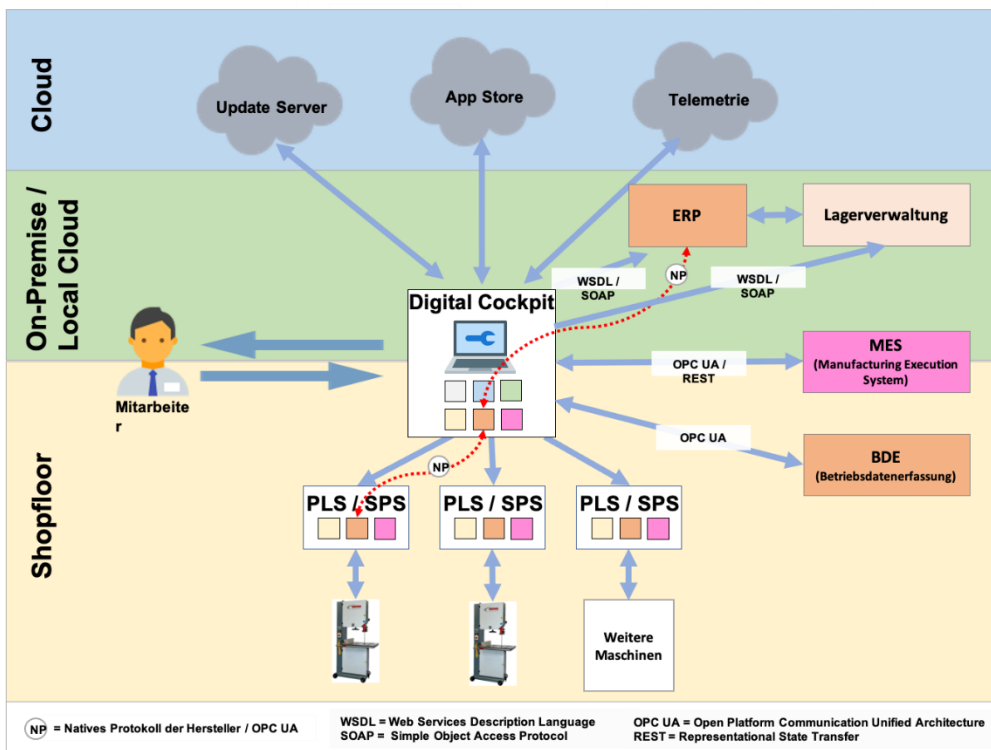 Cloud
Update Server
App Store
Telemetrie
On-Premise /
Local Cloud
ERP
Lagerverwaltung
WSDL /
SOAP
NP
WSDL /
SOAP
Digital Cockpit
MES
(Manufacturing Execution
System)
OPC UA /
REST
Mitarbeite
r
OPC UA
BDE
(Betriebsdatenerfassung)
Shopfloor
NP
PLS / SPS
PLS / SPS
PLS / SPS
Weitere
Maschinen
NP = Natives Protokoll der Hersteller / OPC UA
WSDL = Web Services Description Language
SOAP = Simple Object Access Protocol
OPC UA = Open Platform Communication Unified Architecture
REST = Representational State Transfer